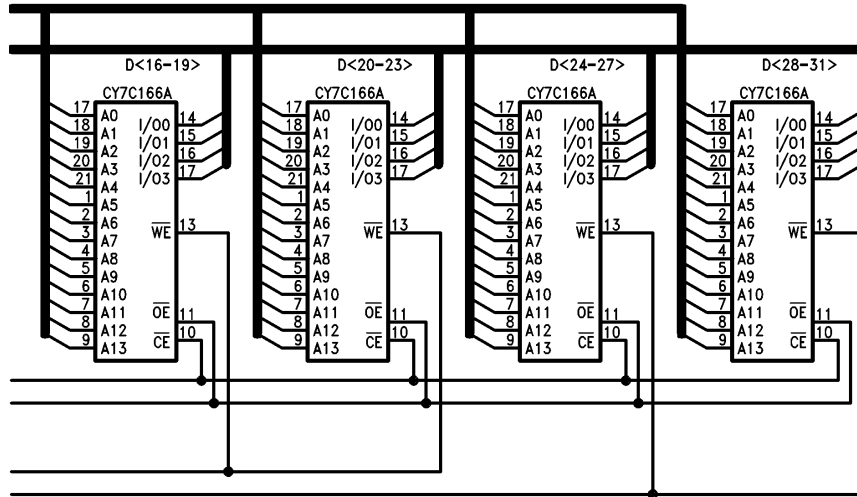 D<16-19> D<20-23> D<24-27> D<28-31>
CY7C166A CY7C166A CY7C166A CY7C166A
17 A0 I/O0 14 17 A0 I/O0 14 17 A0 I/O0 14 17 A0 I/O0 14
18 A1 I/O1 15 18 A1 I/O1 15 18 A1 I/O1 15 18 A1 I/O1 15
19 A2 I/O2 16 19 A2 I/O2 16 19 A2 I/O2 16 19 A2 I/O2 16
20 A3 I/O3 17 20 A3 I/O3 17 20 A3 I/O3 17 20 A3 I/O3 17
21 A4 21 A4 21 A4 21 A4
1 A5 1 A5 1 A5 1 A5
2 A6 WE 13 2 A6 WE 13 2 A6 WE 13 2 A6 WE 13
3 A7 3 A7 3 A7 3 A7
4 A8 4 A8 4 A8 4 A8
5 A9 5 A9 5 A9 5 A9
6 A10 6 A10 6 A10 6 A10
7 A11 OE 11 7 A11 OE 11 7 A11 OE 11 7 A11 OE 11
8 A12 CE 10 8 A12 CE 10 8 A12 CE 10 8 A12 CE 10
9 A13 9 A13 9 A13 9 A13